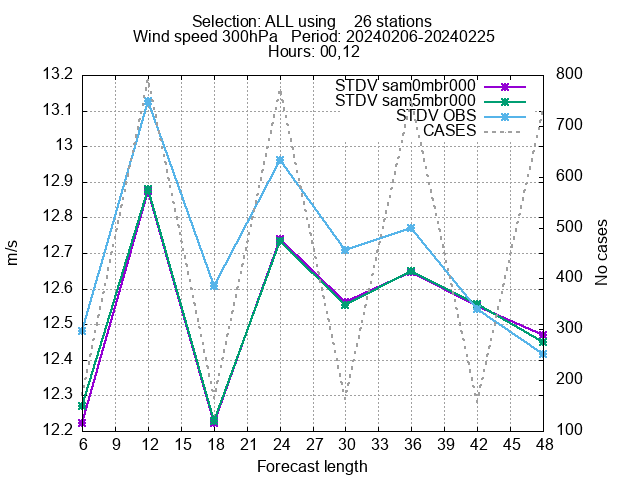 Selection: ALL using    26 stations
Wind speed 300hPa   Period: 20240206-20240225
Hours: 00,12
STDV sam0mbr000
STDV sam5mbr000
STDV OBS
CASES
13.2
13.1
13
12.9
12.8
12.7
12.6
12.5
12.4
12.3
12.2
m/s
800
700
600
500
400
300
200
100
No cases
6 9 12 15 18 21 24 27 30 33 36 39 42 45 48
Forecast length